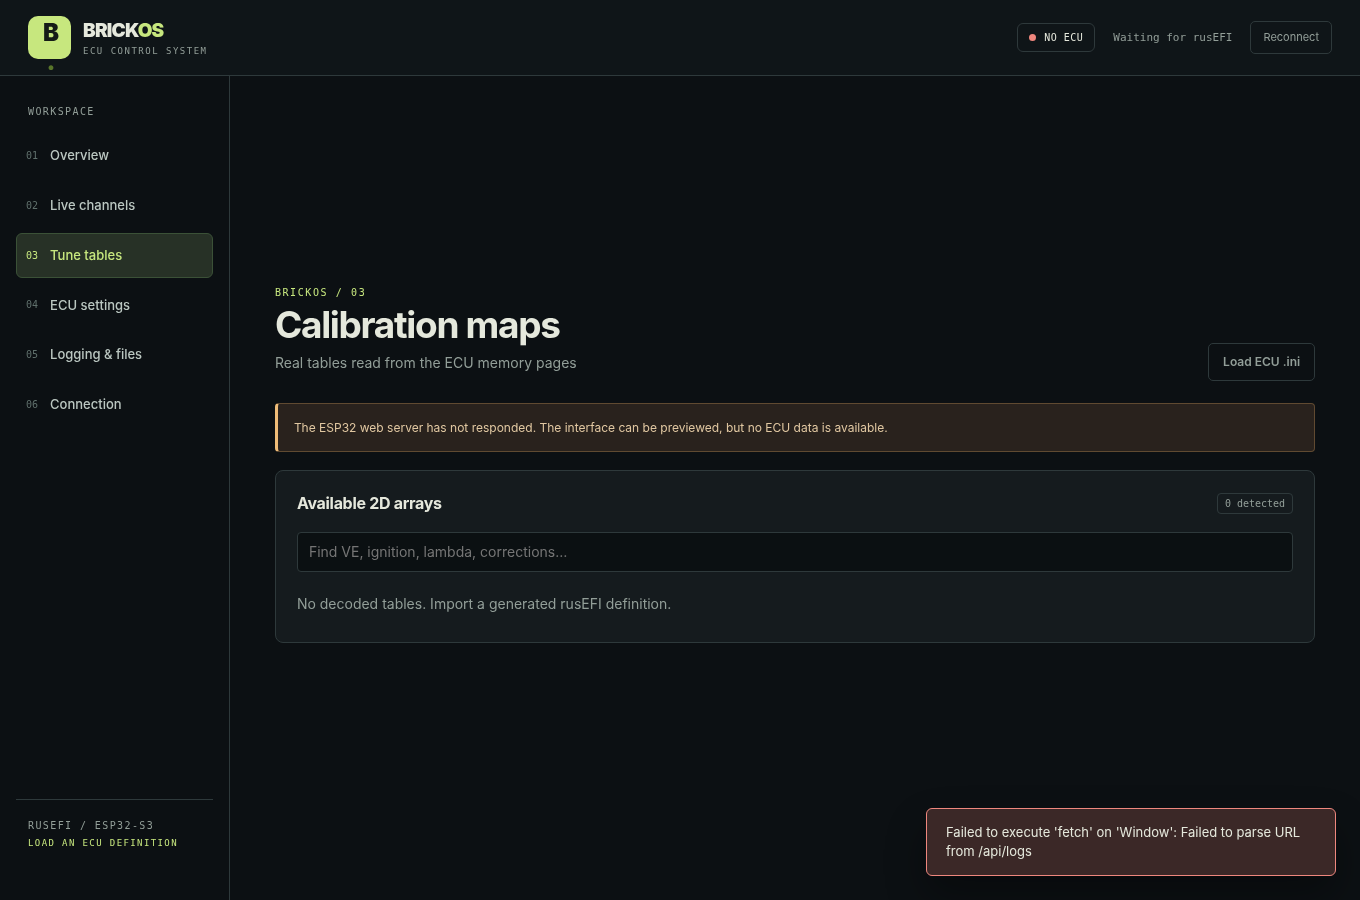 B
BRICKOS
ECU CONTROL SYSTEM
NO ECU
Waiting for rusEFI
Reconnect
WORKSPACE
01 Overview
02 Live channels
03 Tune tables
04 ECU settings
05 Logging & files
06 Connection
RUSEFI / ESP32-S3
LOAD AN ECU DEFINITION
BRICKOS / 03
Calibration maps
Real tables read from the ECU memory pages
Load ECU .ini
The ESP32 web server has not responded. The interface can be previewed, but no ECU data is available.
Available 2D arrays
0 detected
Find VE, ignition, lambda, corrections...
No decoded tables. Import a generated rusEFI definition.
Failed to execute 'fetch' on 'Window': Failed to parse URL
from /api/logs